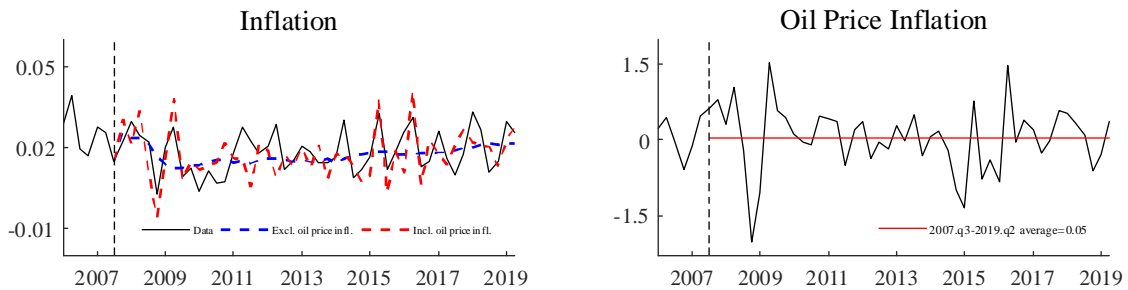 Inflation
0.05
0.02
-0.01
Data
Excl. oil price infl.
Incl. oil price infl.
2007 2009 2011 2013 2015 2017 2019
Oil Price Inflation
1.5
0
-1.5
2007.q3-2019.q2 average=0.05
2007 2009 2011 2013 2015 2017 2019